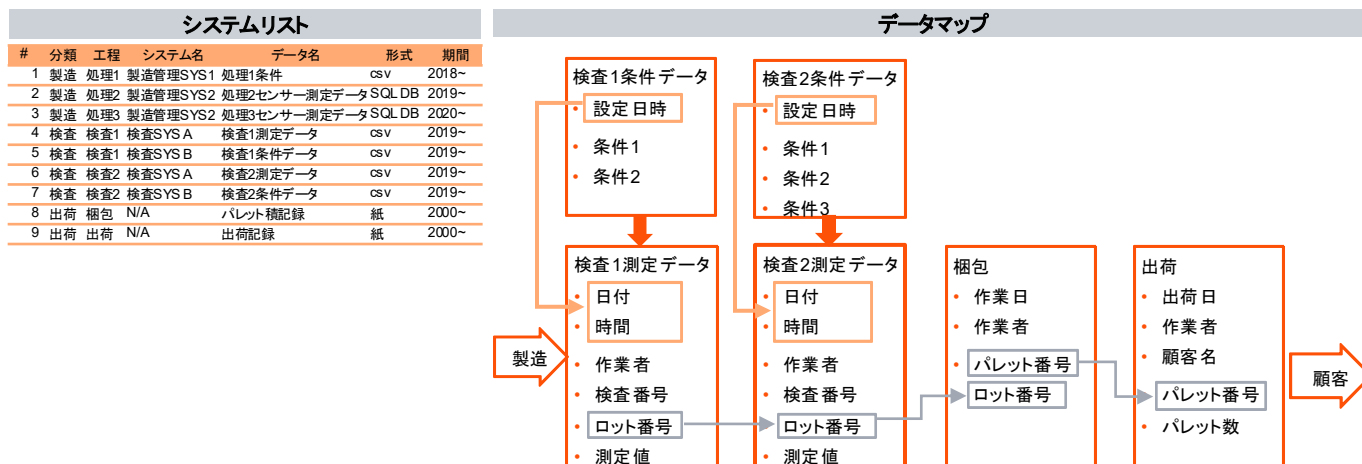 システムリスト
# 分類 工程 システム名 データ名 形式 期間
1 製造 処理1 製造管理SYS1 処理1条件 csv 2018~
2 製造 処理2 製造管理SYS2 処理2センサー測定データ SQL DB 2019~
3 製造 処理3 製造管理SYS2 処理3センサー測定データ SQL DB 2020~
4 検査 検査1 検査SYS A 検査1測定データ csv 2019~
5 検査 検査1 検査SYS B 検査1条件データ csv 2019~
6 検査 検査2 検査SYS A 検査2測定データ csv 2019~
7 検査 検査2 検査SYS B 検査2条件データ csv 2019~
8 出荷 梱包 N/A パレット積記録 紙 2000~
9 出荷 出荷 N/A 出荷記録 紙 2000~
データマップ
検査1条件データ
• 設定日時
• 条件1
• 条件2
検査2条件データ
• 設定日時
• 条件1
• 条件2
• 条件3
製造
検査1測定データ
• 日付
• 時間
• 作業者
• 検査番号
• ロット番号
• 測定値
検査2測定データ
• 日付
• 時間
• 作業者
• 検査番号
• ロット番号
• 測定値
梱包
• 作業日
• 作業者
• パレット番号
• ロット番号
出荷
• 出荷日
• 作業者
• 顧客名
• パレット番号
• パレット数
顧客